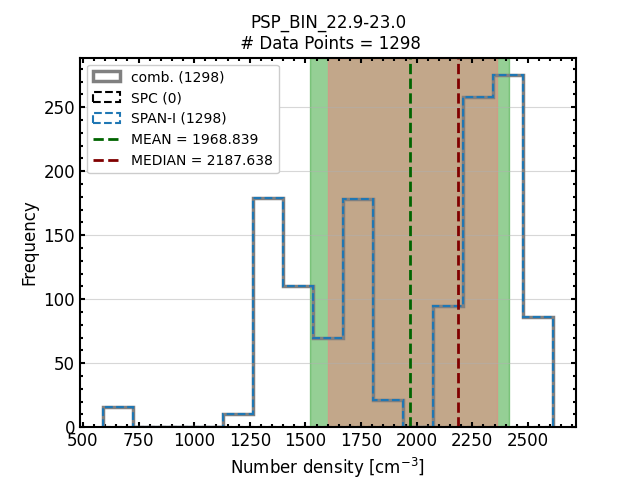 PSP_BIN_22.9-23.0
# Data Points = 1298
comb. (1298)
SPC (0)
SPAN-I (1298)
MEAN = 1968.839
MEDIAN = 2187.638
250
200
150
100
50
0
Frequency
500 750 1000 1250 1500 1750 2000 2250 2500
Number density [cm⁻³]